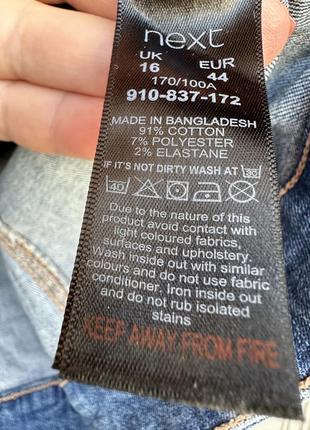 next
UK EUR
16 44
170/100A
910-837-172
MADE IN BANGLADESH
91% COTTON
7% POLYESTER
2% ELASTANE
IF IT'S NOT DIRTY WASH AT 30
40
Due to the nature of this
product avoid contact with
light coloured fabrics,
surfaces and upholstery.
Wash inside out with similar
colours and do not use fabric
conditioner. Iron inside out
and do not rub isolated
stains
KEEP AWAY FROM FIRE